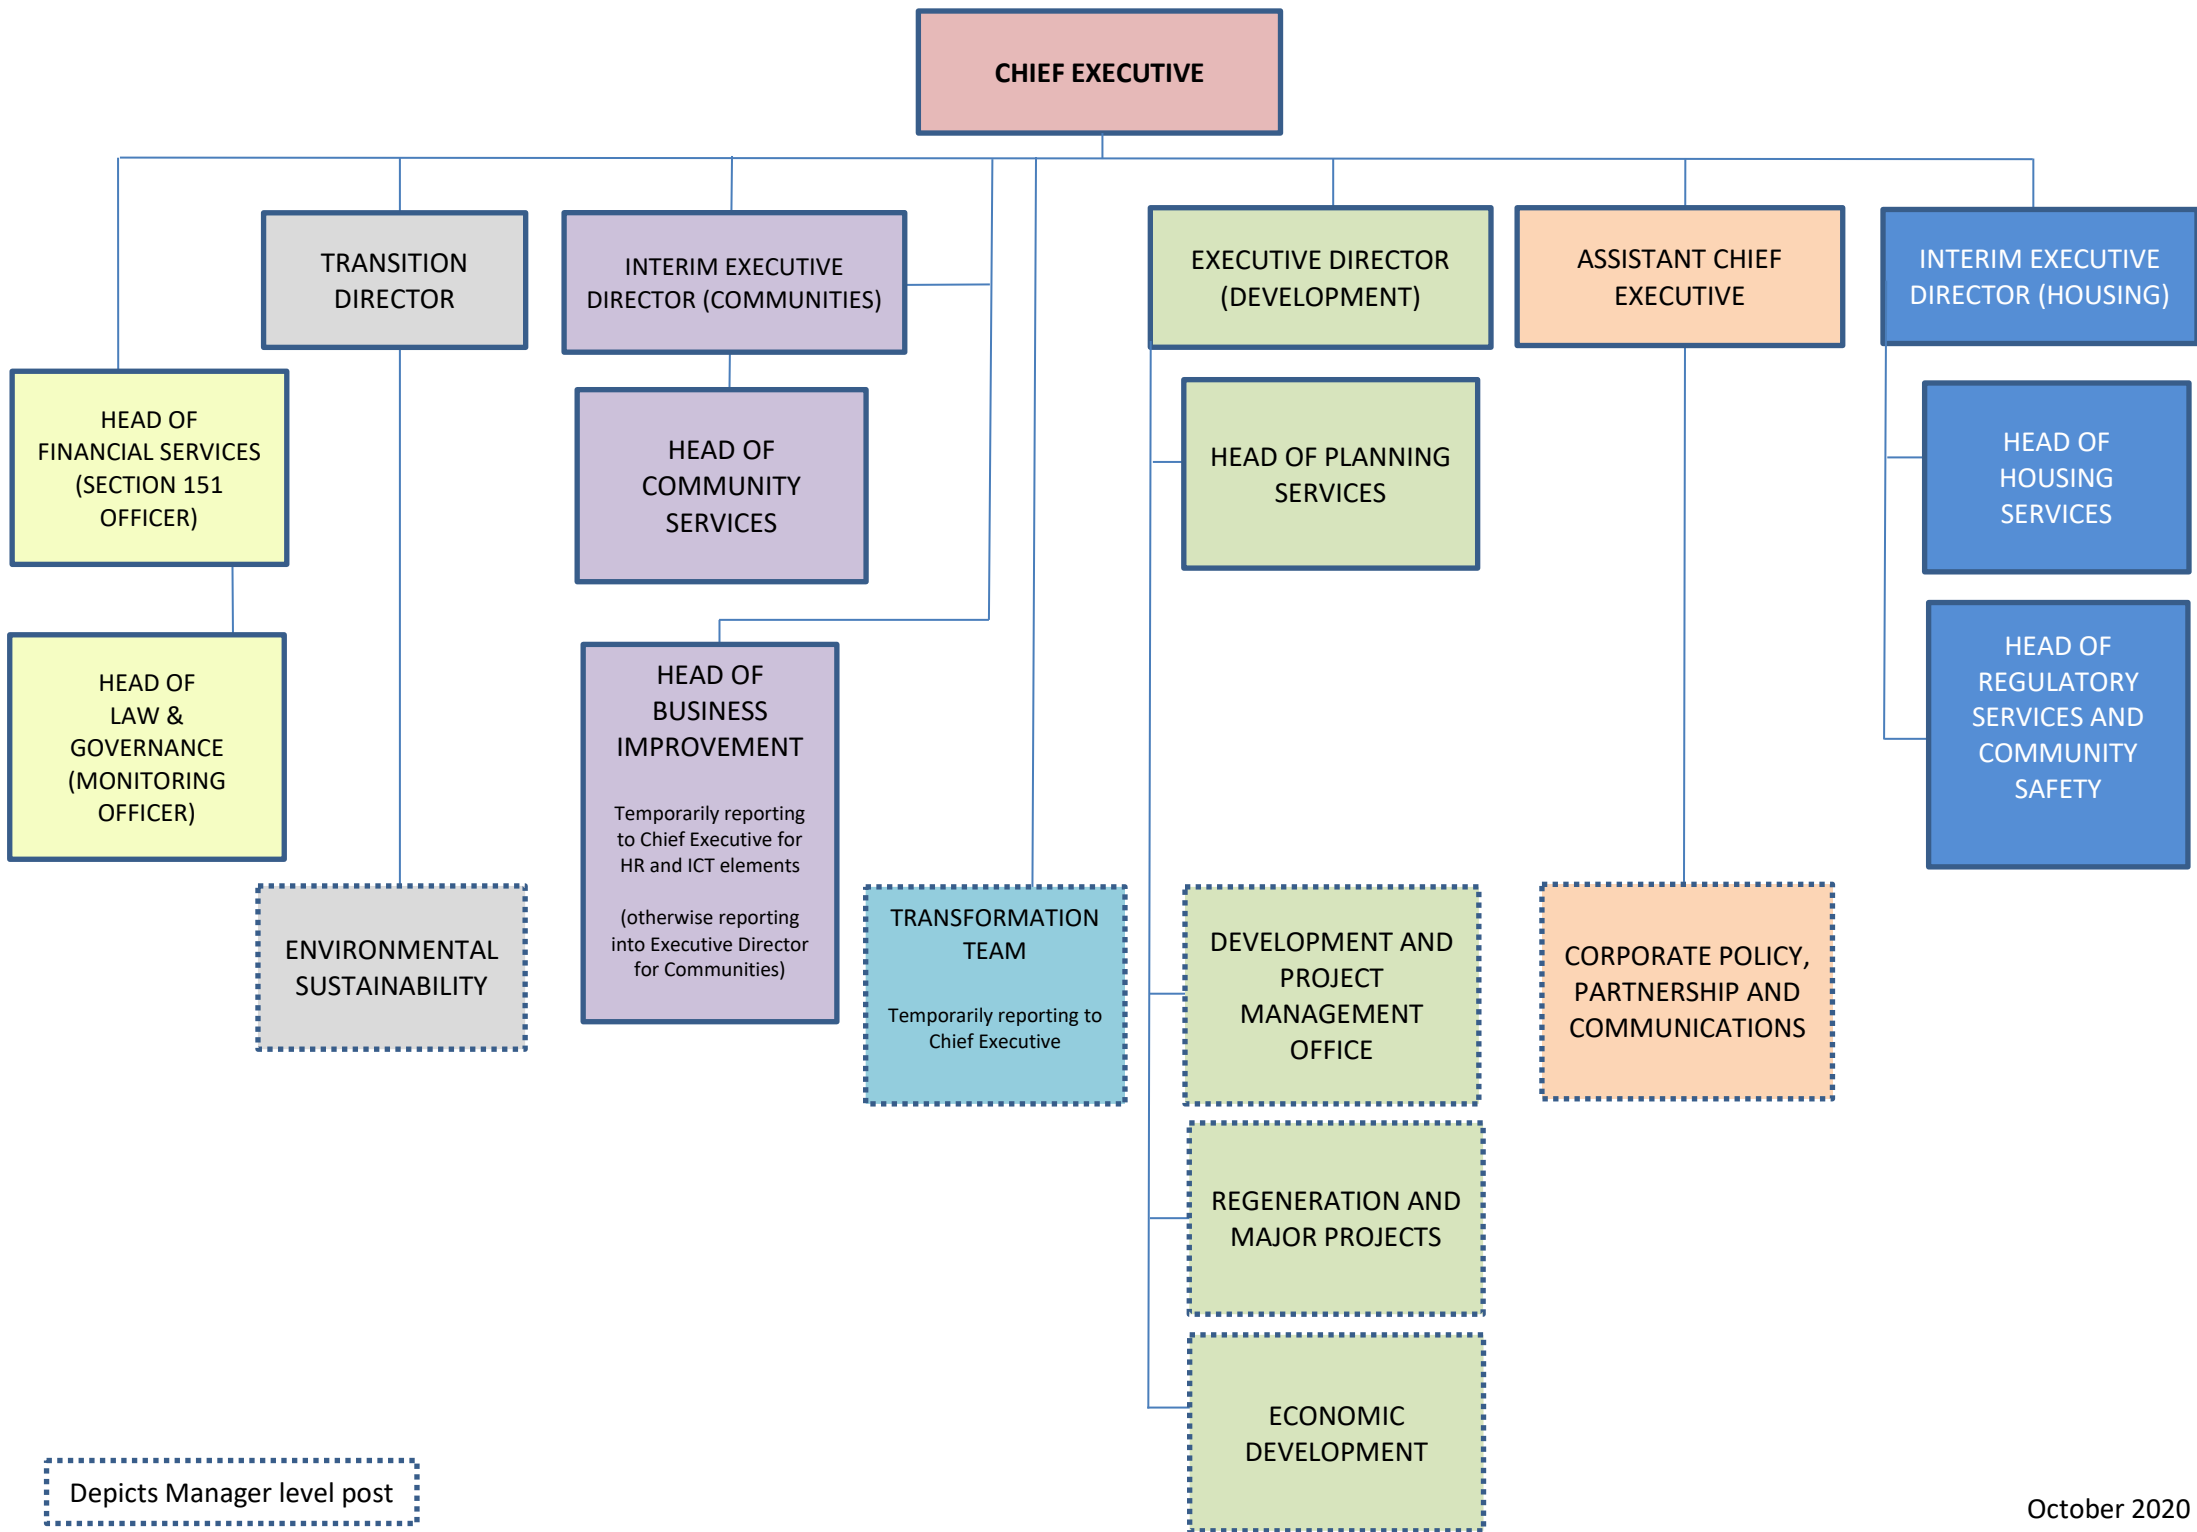 CHIEF EXECUTIVE
TRANSITION
DIRECTOR
INTERIM EXECUTIVE
DIRECTOR (COMMUNITIES)
EXECUTIVE DIRECTOR
(DEVELOPMENT)
ASSISTANT CHIEF
EXECUTIVE
INTERIM EXECUTIVE
DIRECTOR (HOUSING)
HEAD OF
FINANCIAL SERVICES
(SECTION 151
OFFICER)
HEAD OF
COMMUNITY
SERVICES
HEAD OF PLANNING
SERVICES
HEAD OF
HOUSING
SERVICES
HEAD OF
LAW &
GOVERNANCE
(MONITORING
OFFICER)
HEAD OF
BUSINESS
IMPROVEMENT
Temporarily reporting
to Chief Executive for
HR and ICT elements
(otherwise reporting
into Executive Director
for Communities)
HEAD OF
REGULATORY
SERVICES AND
COMMUNITY
SAFETY
ENVIRONMENTAL
SUSTAINABILITY
TRANSFORMATION
TEAM
Temporarily reporting to
Chief Executive
DEVELOPMENT AND
PROJECT
MANAGEMENT
OFFICE
CORPORATE POLICY,
PARTNERSHIP AND
COMMUNICATIONS
REGENERATION AND
MAJOR PROJECTS
ECONOMIC
DEVELOPMENT
Depicts Manager level post
October 2020